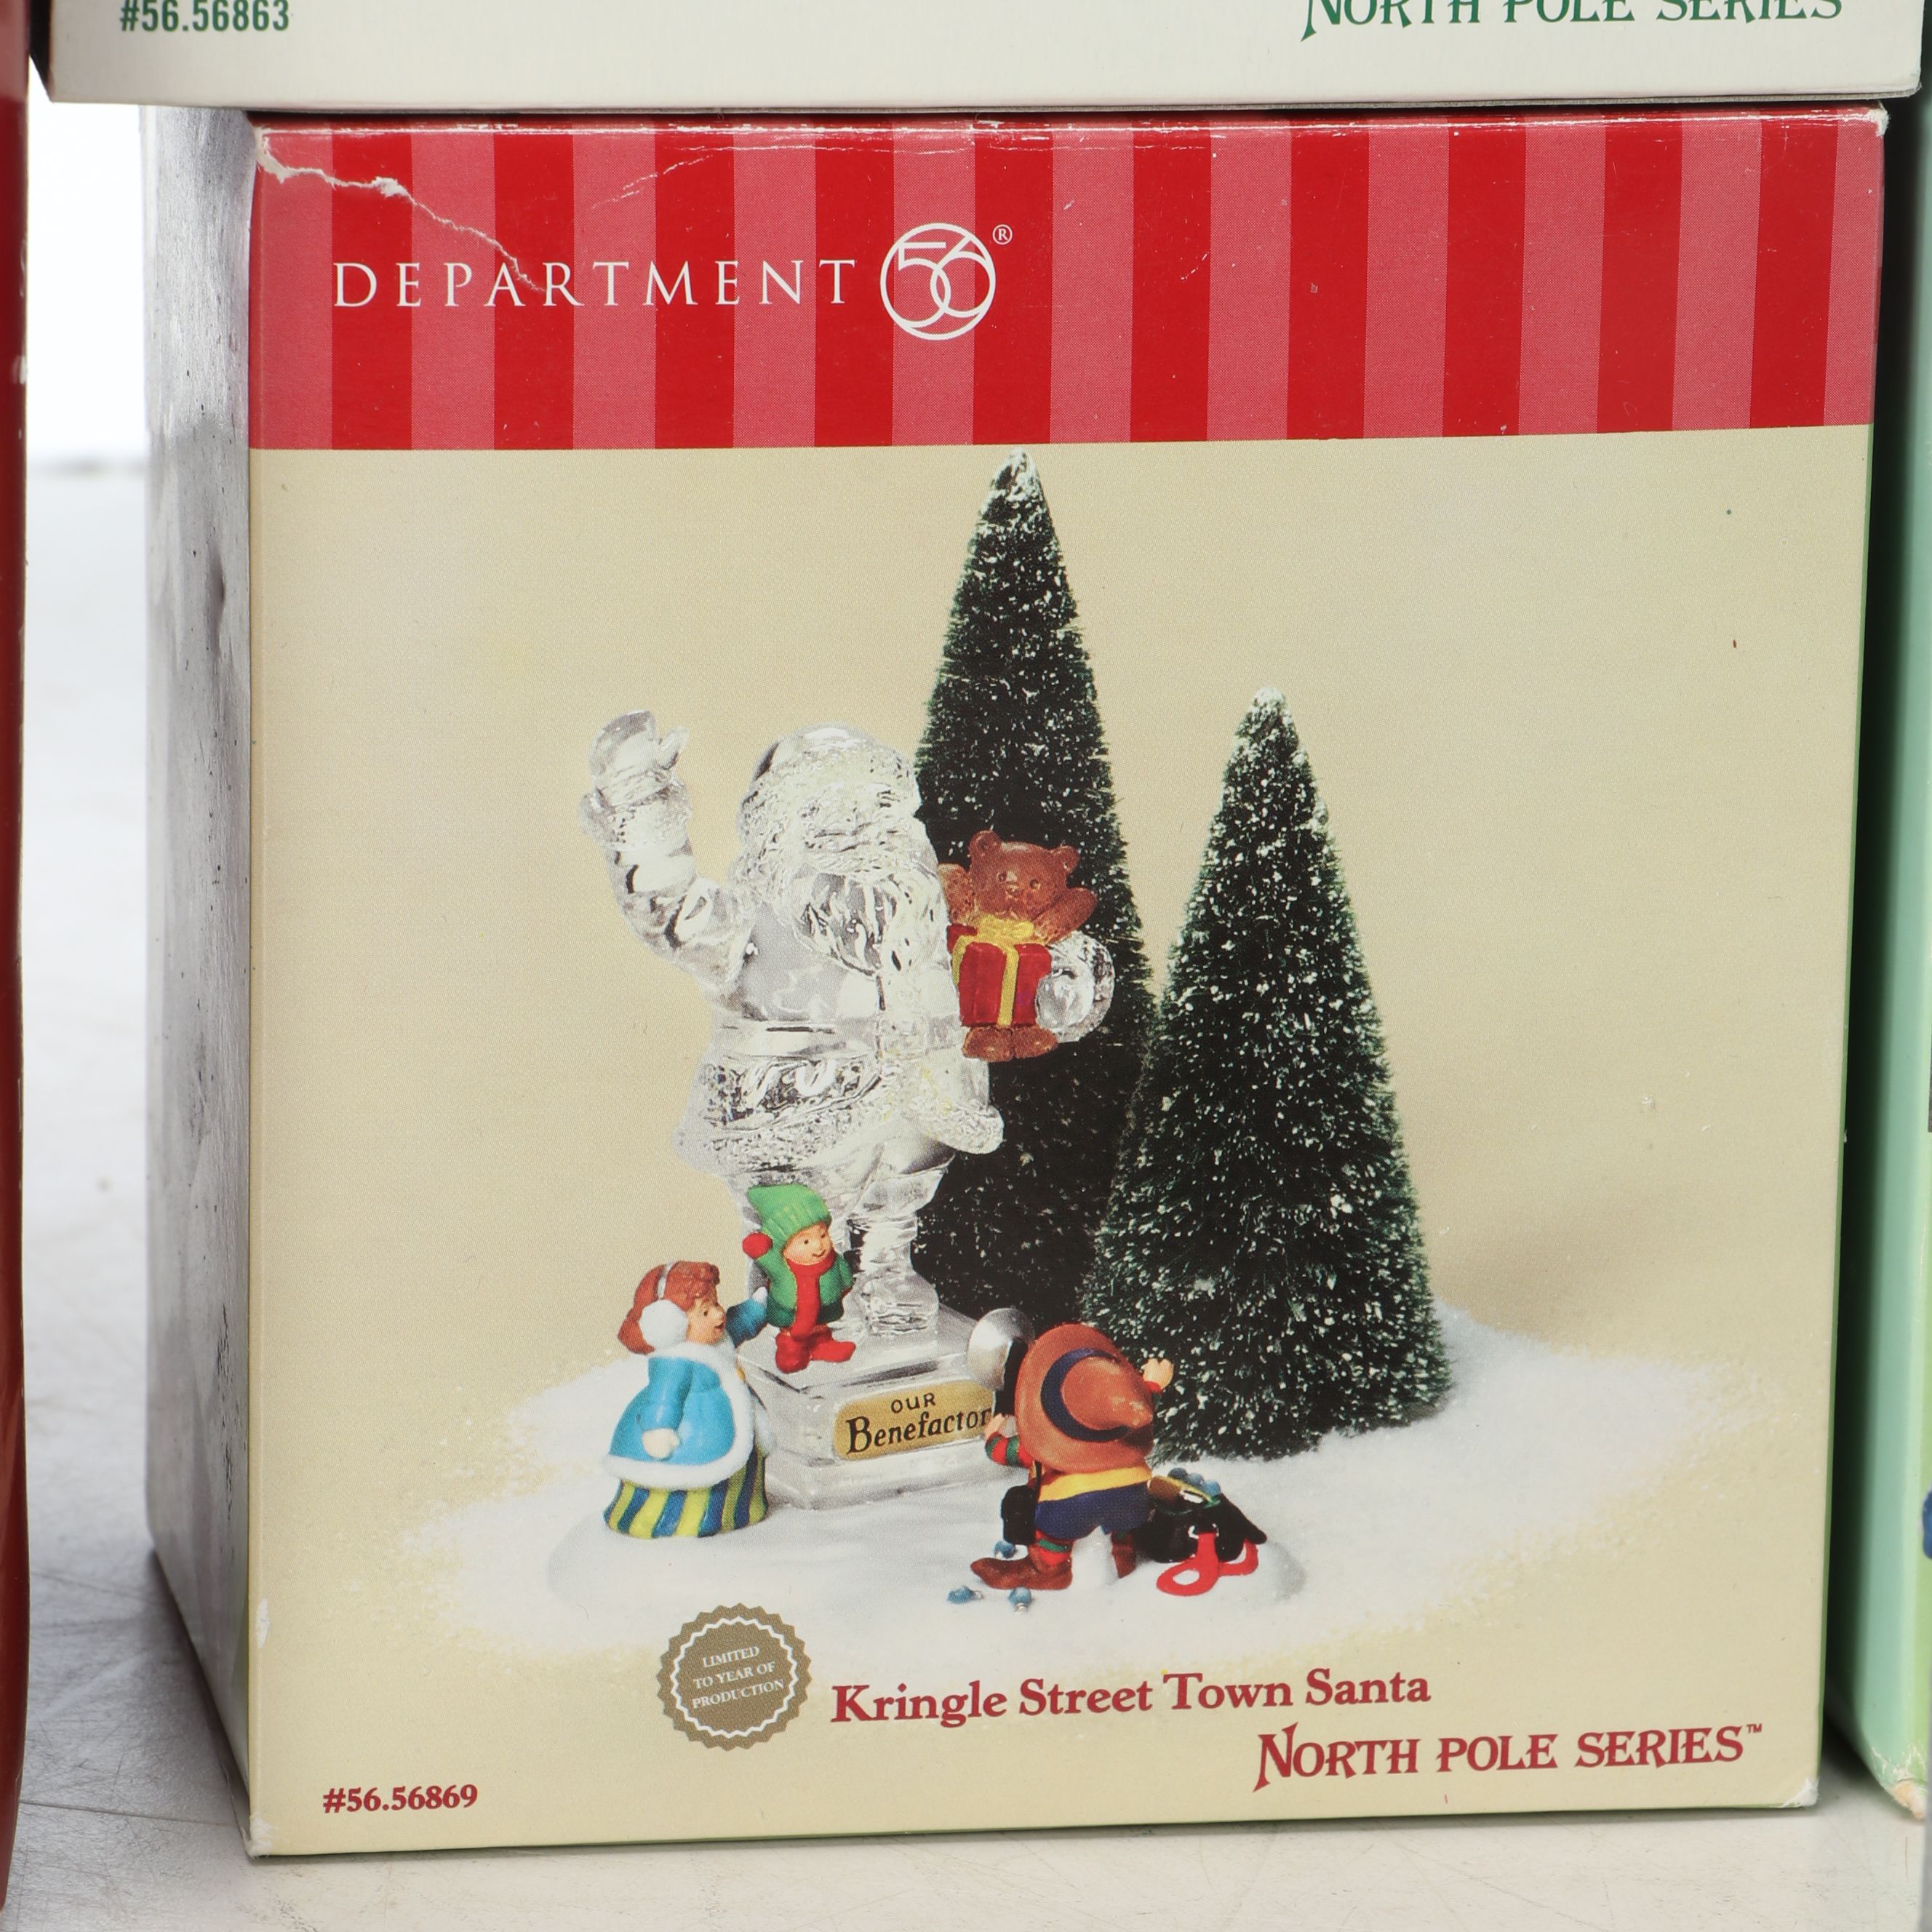 #56.56863
NORTH POLE SERIES
DEPARTMENT 56®
OUR
Benefactor
LIMITED
TO YEAR OF
PRODUCTION
Kringle Street Town Santa
NORTH POLE SERIES™
#56.56869